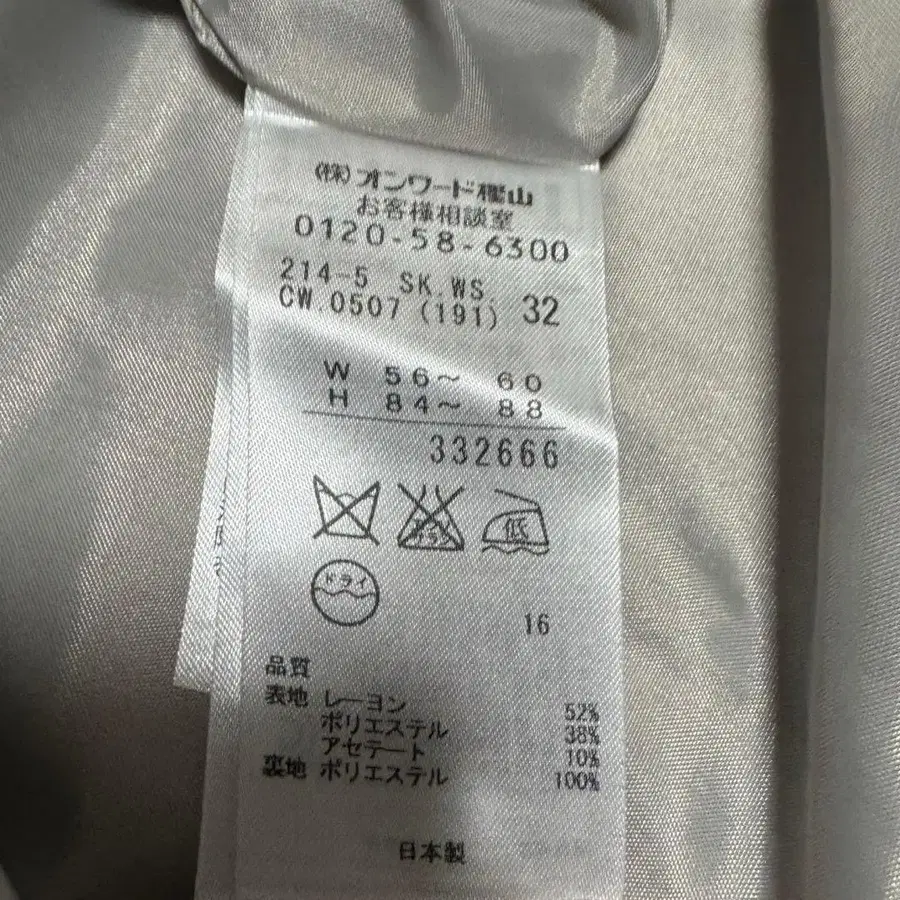 (株)オンワード樫山
お客様相談室
0120-58-6300
214-5 SK.WS.
CW.0507 (191) 32
W 56〜 60
H 84〜 88
332666
低
ドライ
16
品質
表地 レーヨン 52%
ポリエステル 38%
アセテート 10%
裏地 ポリエステル 100%
日本製